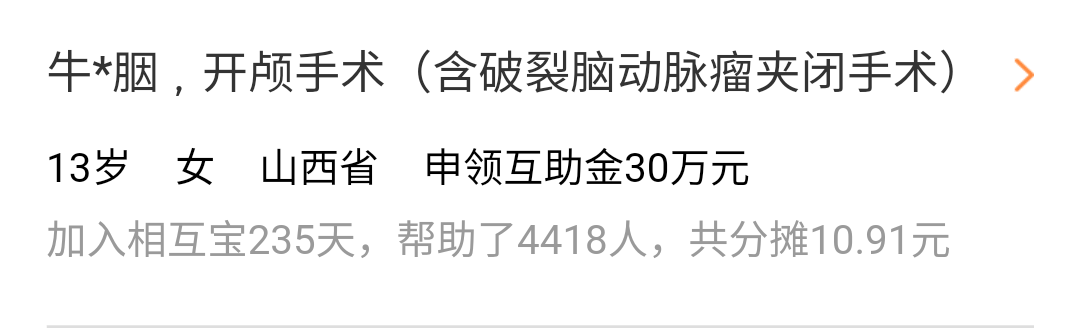 牛*胭，开颅手术（含破裂脑动脉瘤夹闭手术）
13岁 女 山西省 申领互助金30万元
加入相互宝235天，帮助了4418人，共分摊10.91元